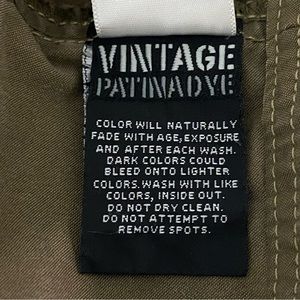 VINTAGE
PATINADYE
COLOR WILL NATURALLY
FADE WITH AGE, EXPOSURE
AND AFTER EACH WASH.
DARK COLORS COULD
BLEED ONTO LIGHTER
COLORS. WASH WITH LIKE
COLORS, INSIDE OUT.
DO NOT DRY CLEAN.
DO NOT ATTEMPT TO
REMOVE SPOTS.